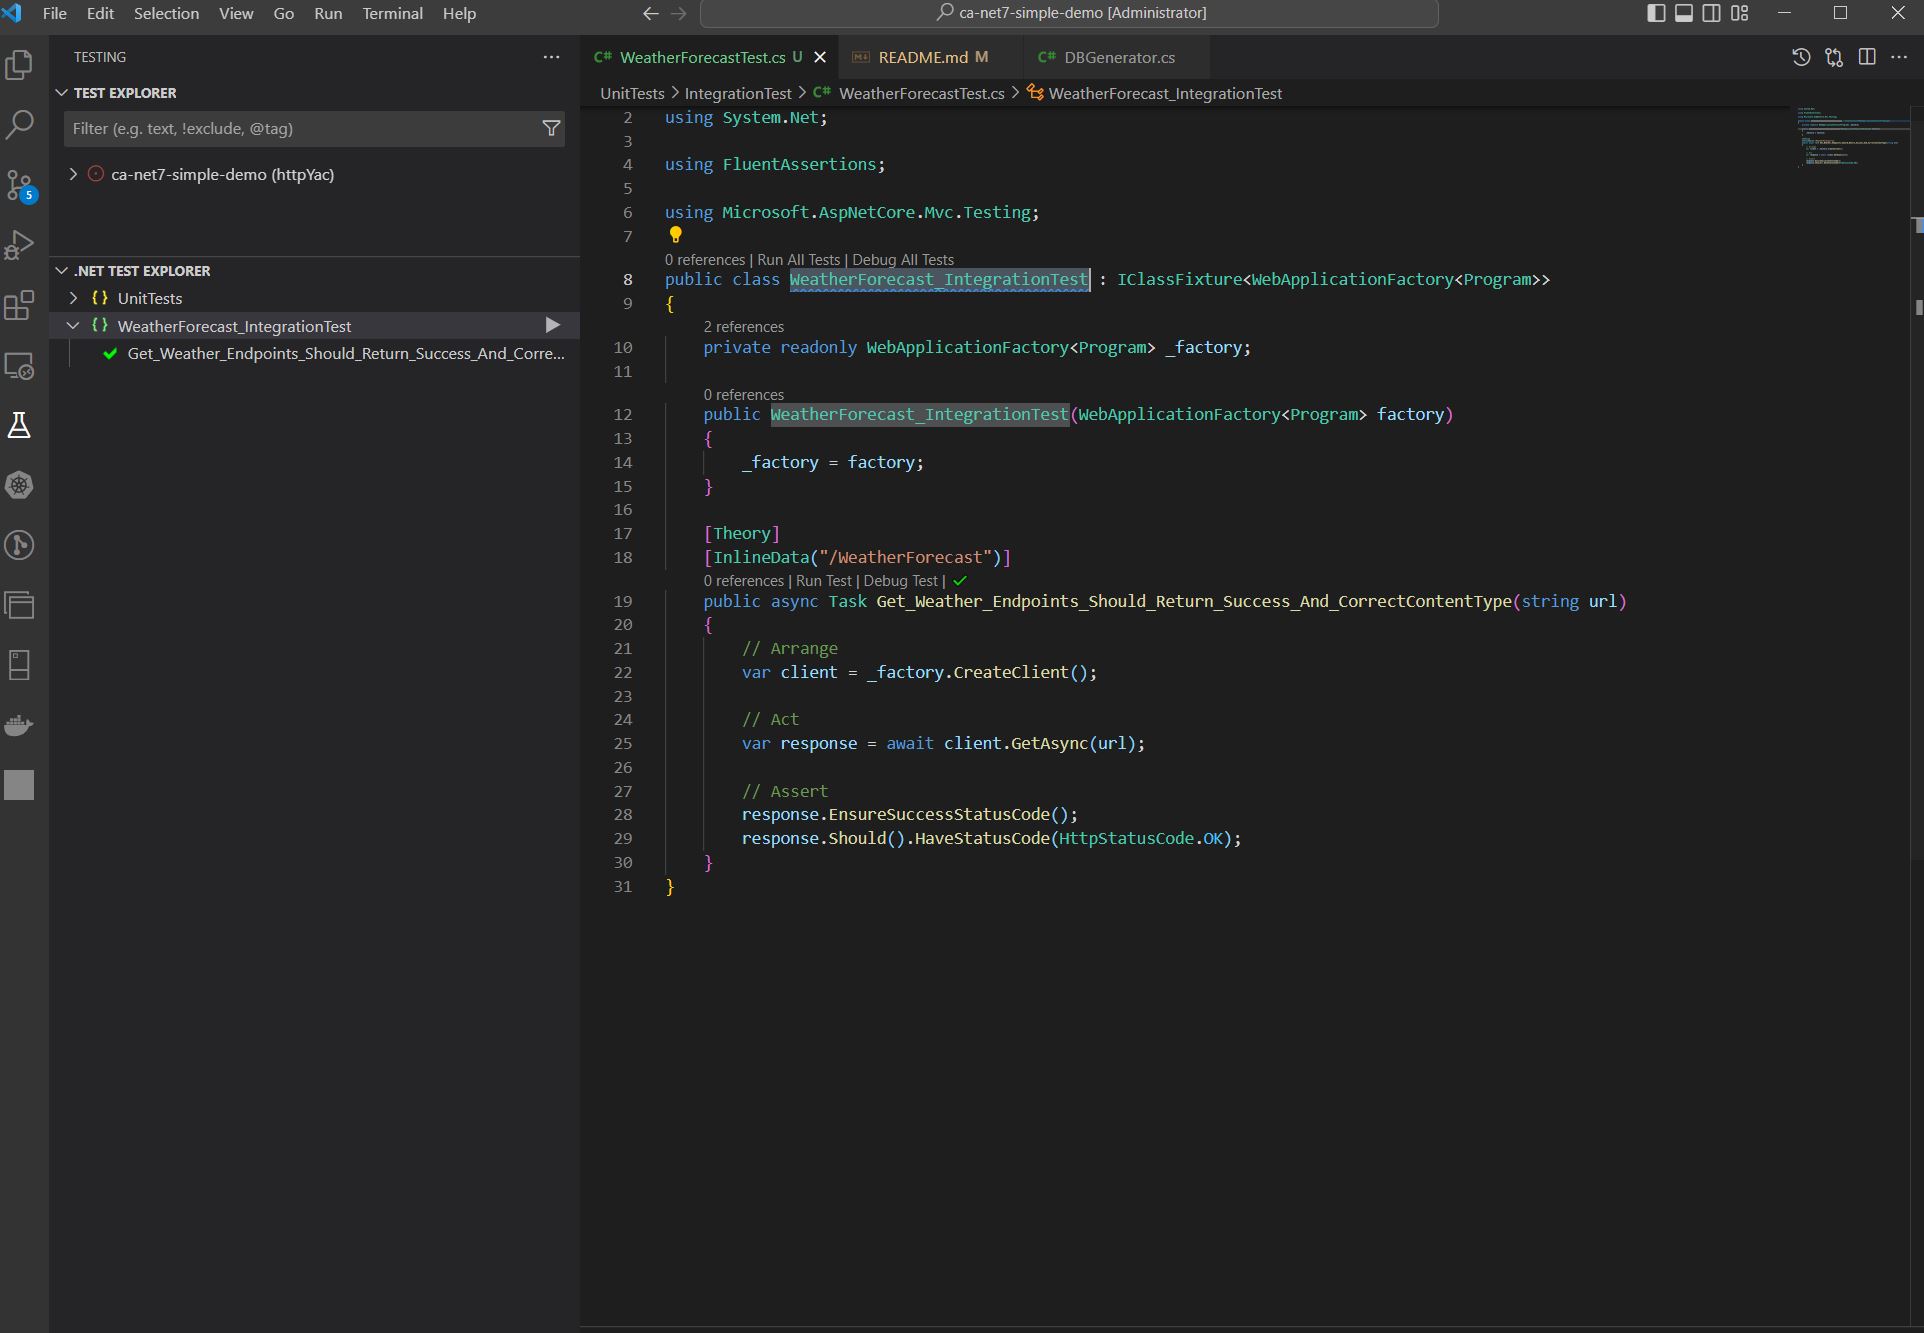 File Edit Selection View Go Run Terminal Help
ca-net7-simple-demo [Administrator]
TESTING
TEST EXPLORER
Filter (e.g. text, !exclude, @tag)
ca-net7-simple-demo (httpYac)
5
.NET TEST EXPLORER
{} UnitTests
{} WeatherForecast_IntegrationTest
Get_Weather_Endpoints_Should_Return_Success_And_Corre...
C# WeatherForecastTest.cs U
README.md M
C# DBGenerator.cs
UnitTests > IntegrationTest > C# WeatherForecastTest.cs > WeatherForecast_IntegrationTest
2 using System.Net;
3
4 using FluentAssertions;
5
6 using Microsoft.AspNetCore.Mvc.Testing;
7
0 references | Run All Tests | Debug All Tests
8 public class WeatherForecast_IntegrationTest : IClassFixture<WebApplicationFactory<Program>>
9 {
2 references
10 private readonly WebApplicationFactory<Program> _factory;
11
0 references
12 public WeatherForecast_IntegrationTest(WebApplicationFactory<Program> factory)
13 {
14 _factory = factory;
15 }
16
17 [Theory]
18 [InlineData("/WeatherForecast")]
0 references | Run Test | Debug Test | ✓
19 public async Task Get_Weather_Endpoints_Should_Return_Success_And_CorrectContentType(string url)
20 {
21 // Arrange
22 var client = _factory.CreateClient();
23
24 // Act
25 var response = await client.GetAsync(url);
26
27 // Assert
28 response.EnsureSuccessStatusCode();
29 response.Should().HaveStatusCode(HttpStatusCode.OK);
30 }
31 }